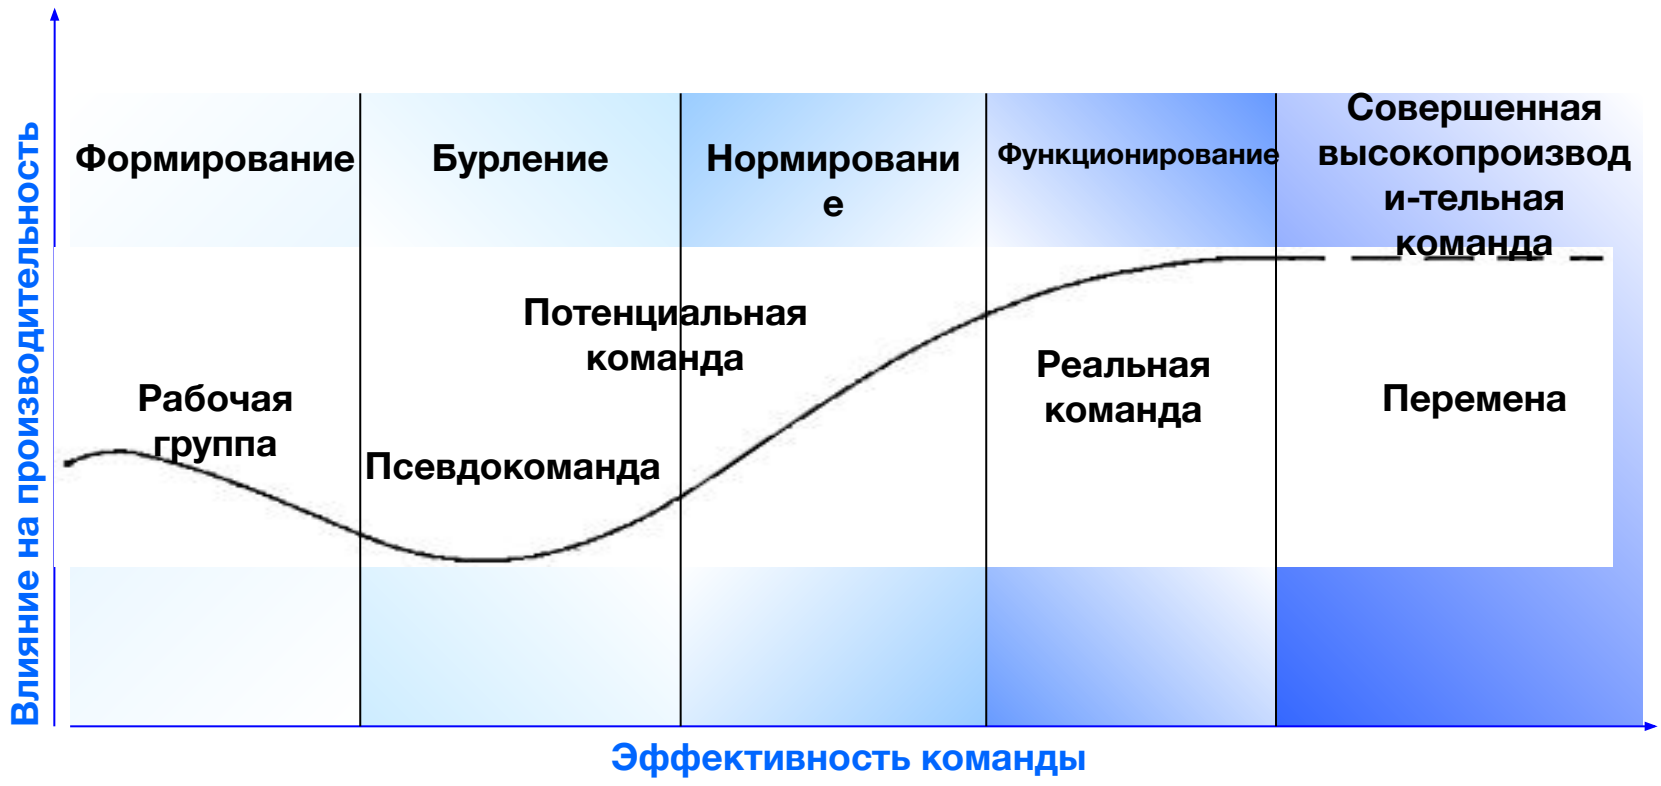 Влияние на производительность
Формирование
Бурление
Нормировани
е
Функционирование
Совершенная
высокопроизвод
и-тельная
команда
Рабочая
группа
Потенциальная
команда
Псевдокоманда
Реальная
команда
Перемена
Эффективность команды